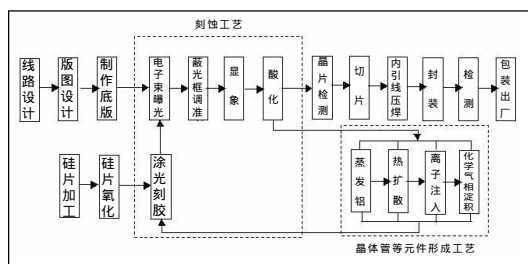 刻蚀工艺
线路设计
版图设计
制作底版
电子束曝光
蔽光框调准
显象
酸化
晶片检测
切片
内引线压焊
封装
检测
包装出厂
硅片加工
硅片氧化
涂光刻胶
蒸发铝
热扩散
离子注入
化学气相淀积
晶体管等元件形成工艺